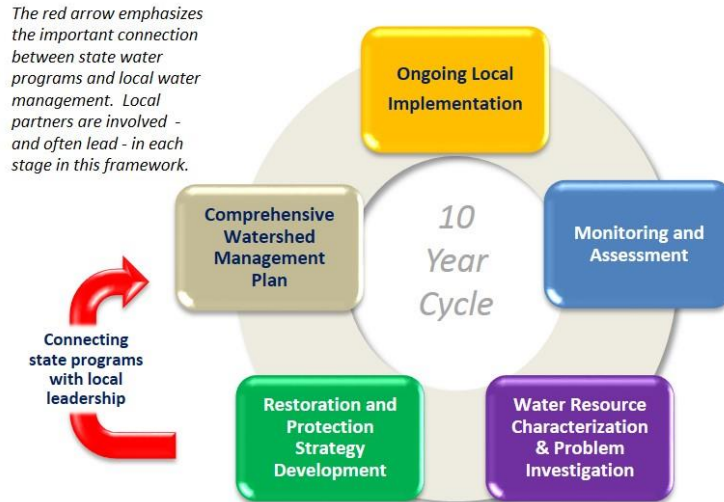 The red arrow emphasizes
the important connection
between state water
programs and local water
management.  Local
partners are involved  -
and often lead - in each
stage in this framework.
Ongoing Local
Implementation
Comprehensive
Watershed
Management
Plan
10
Year
Cycle
Monitoring and
Assessment
Connecting
state programs
with local
leadership
Restoration and
Protection
Strategy
Development
Water Resource
Characterization
& Problem
Investigation